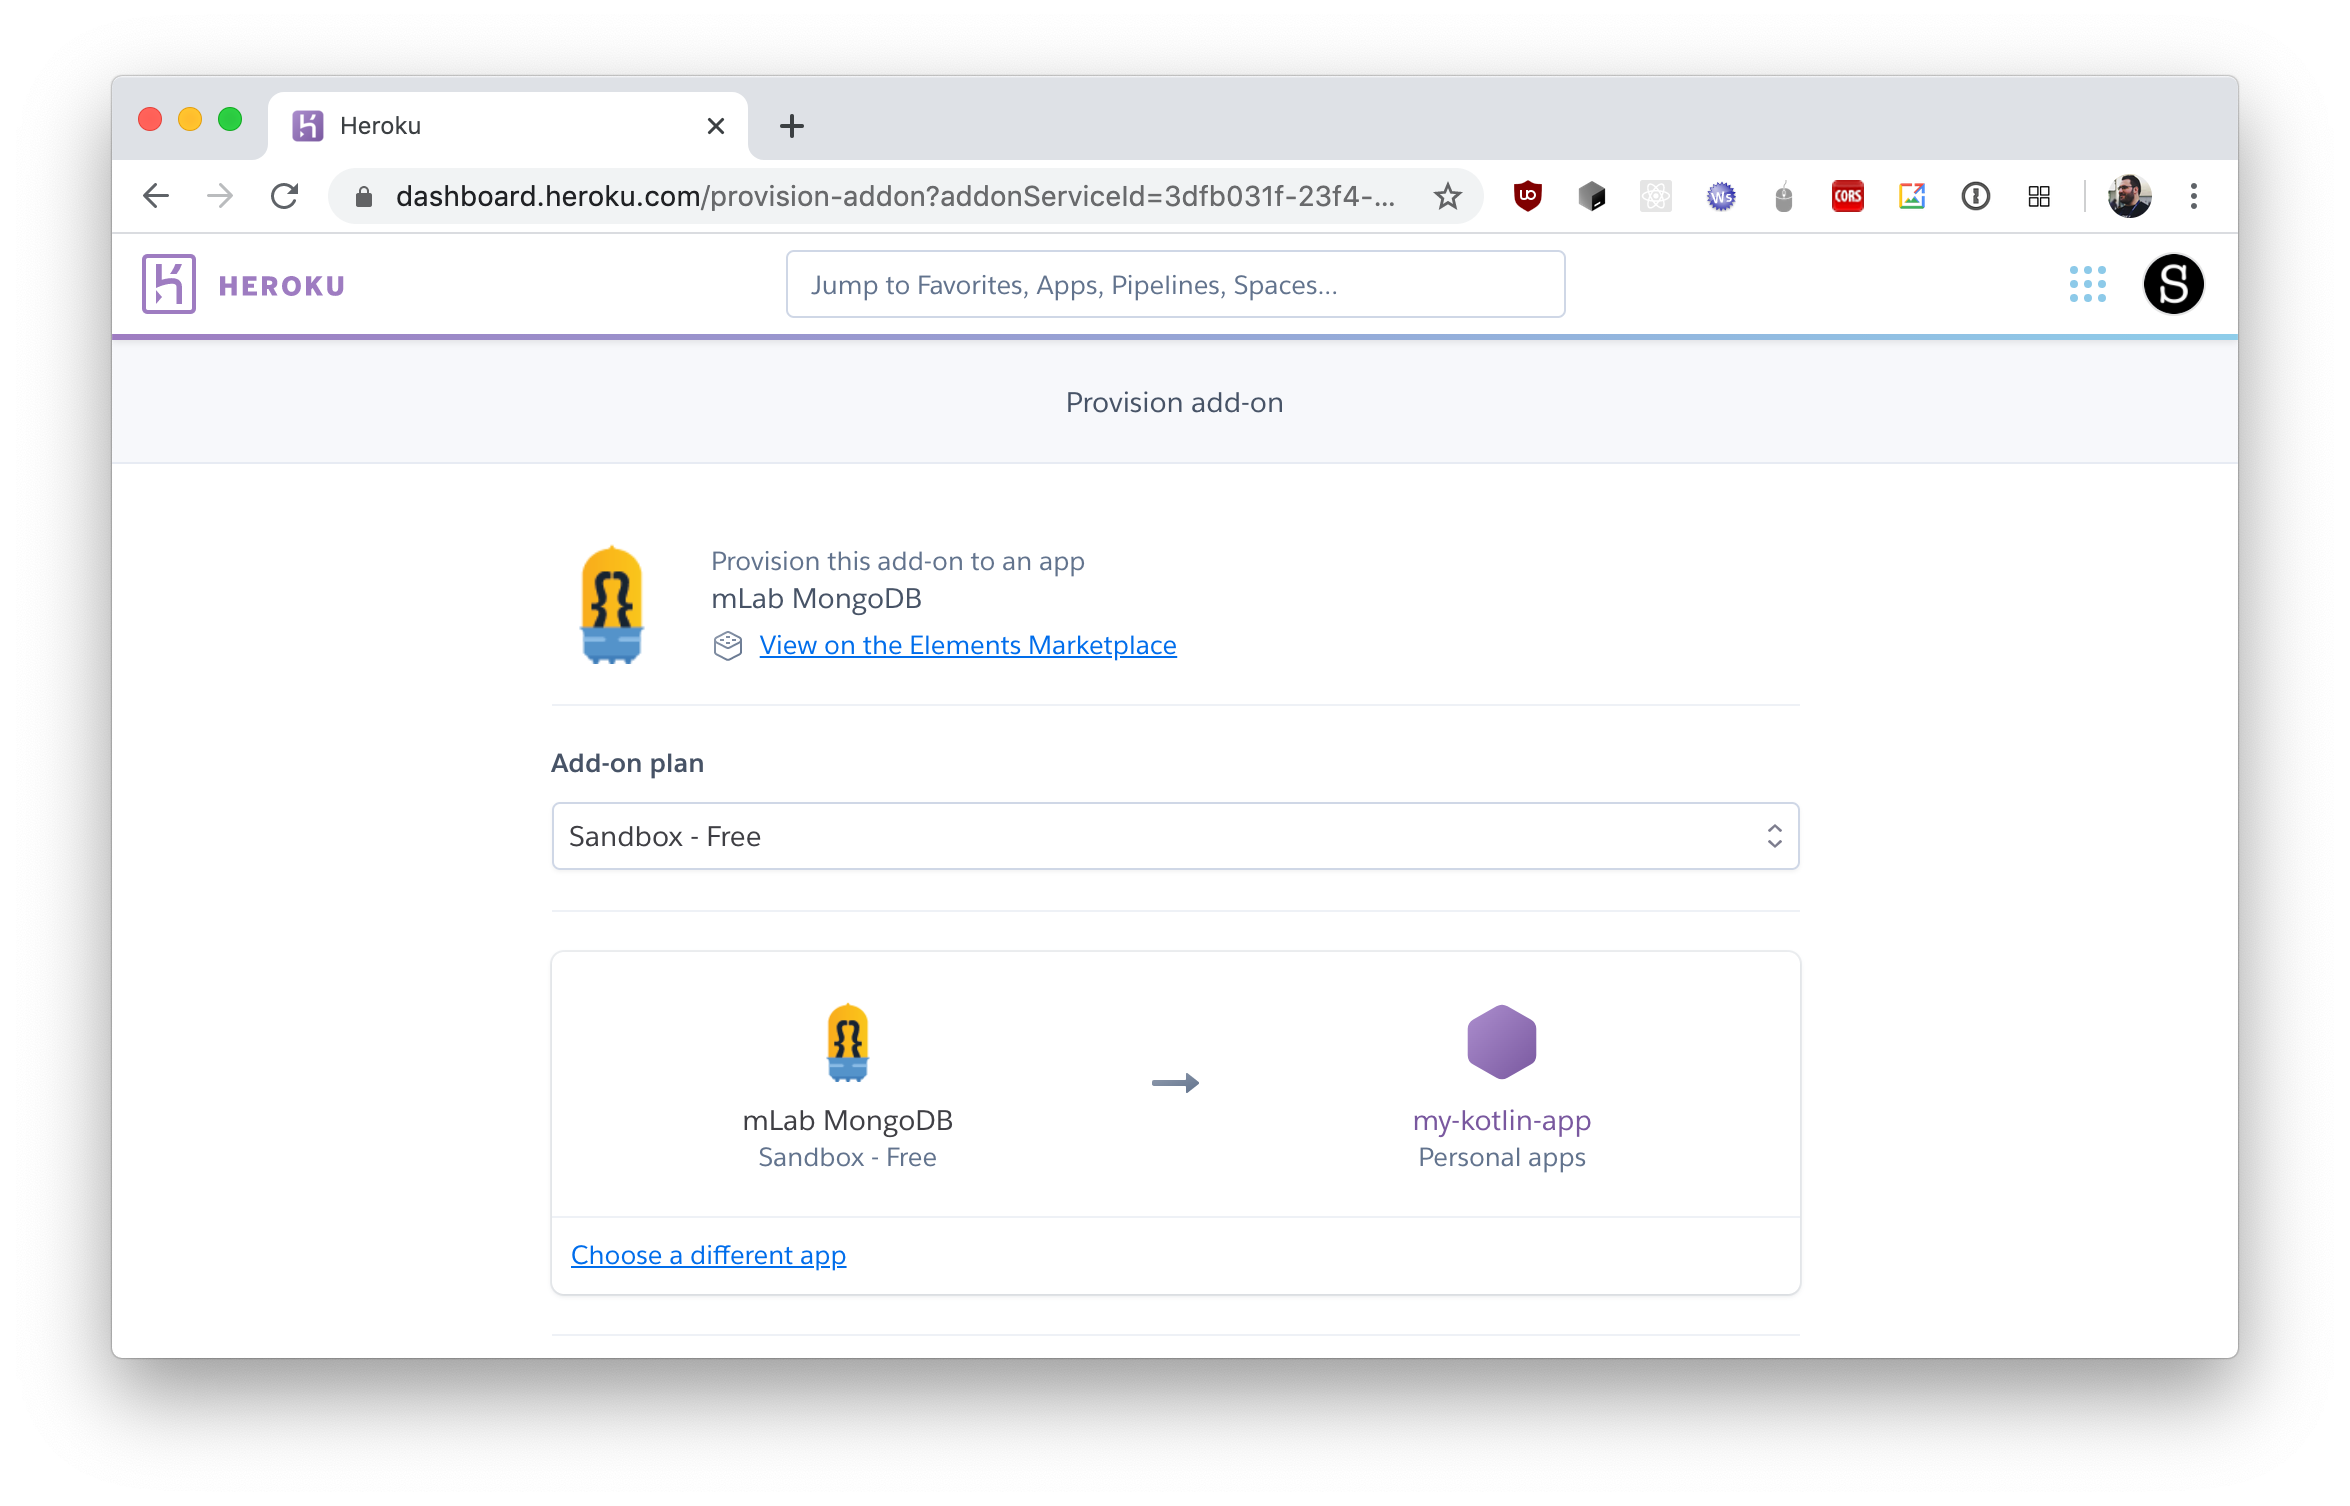 Heroku
dashboard.heroku.com/provision-addon?addonServiceId=3dfb031f-23f4-...
HEROKU
Jump to Favorites, Apps, Pipelines, Spaces...
S
Provision add-on
Provision this add-on to an app
mLab MongoDB
View on the Elements Marketplace
Add-on plan
Sandbox - Free
mLab MongoDB
Sandbox - Free
my-kotlin-app
Personal apps
Choose a different app
WS
CORS